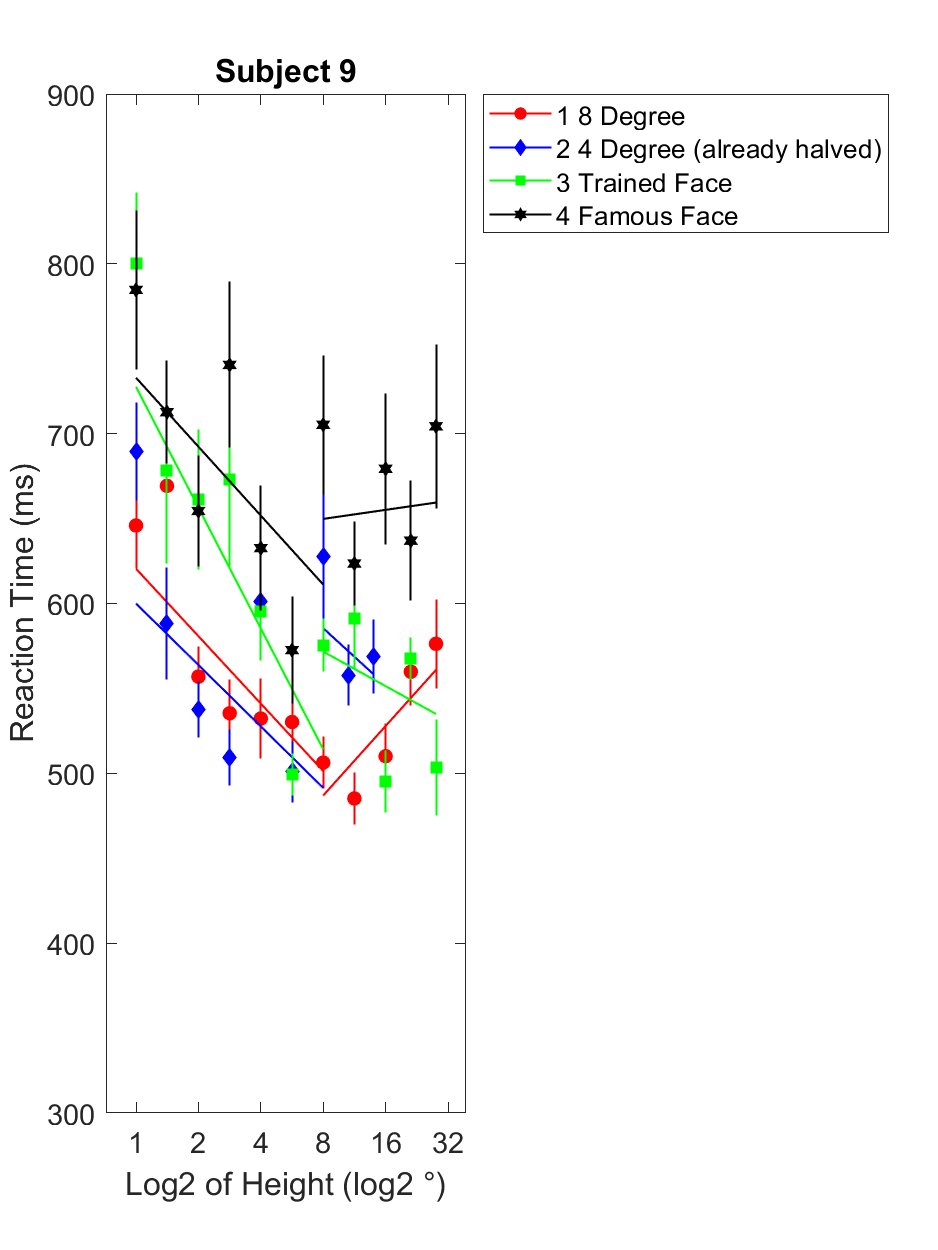 Subject 9
900
800
700
600
500
400
300
Reaction Time (ms)
1 2 4 8 16 32
Log2 of Height (log2 °)
1 8 Degree
2 4 Degree (already halved)
3 Trained Face
4 Famous Face